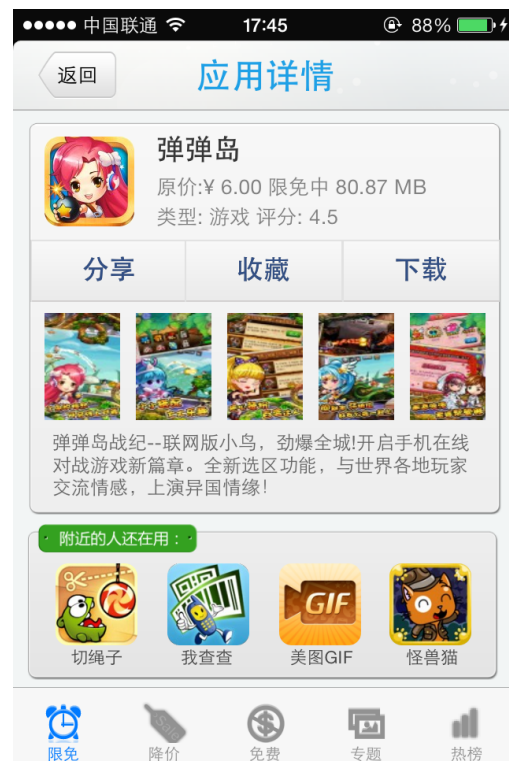 中国联通 17:45 88%
返回 应用详情
弹弹岛
原价:¥ 6.00 限免中 80.87 MB
类型: 游戏 评分: 4.5
分享 收藏 下载
弹弹岛战纪--联网版小鸟，劲爆全城!开启手机在线
对战游戏新篇章。全新选区功能，与世界各地玩家
交流情感，上演异国情缘!
附近的人还在用：
GIF
切绳子 我查查 美图GIF 怪兽猫
Sale
限免 降价 免费 专题 热榜